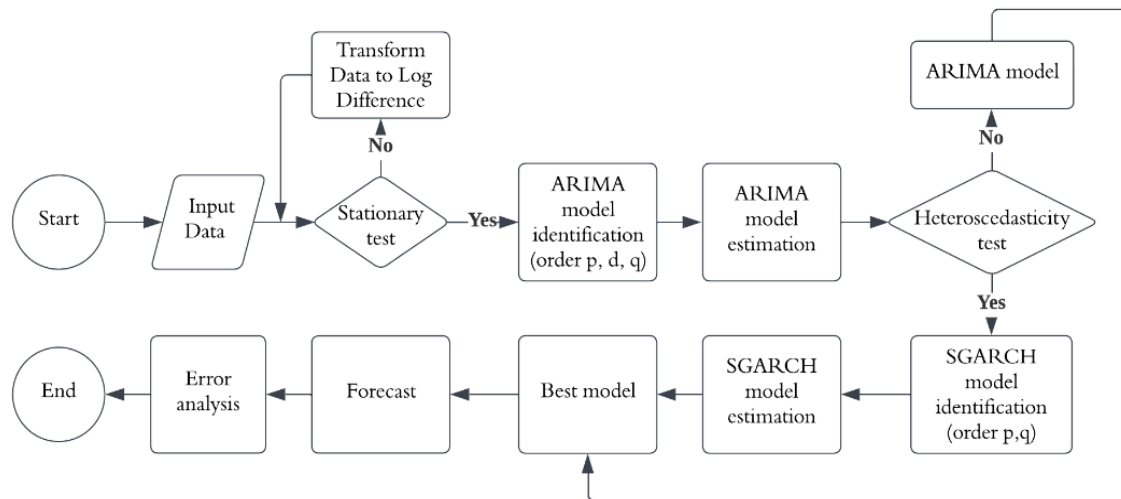 Transform
Data to Log
Difference
ARIMA model
No
No
Start
Input
Data
Stationary
test
Yes
ARIMA
model
identification
(order p, d, q)
ARIMA
model
estimation
Heteroscedasticity
test
Yes
End
Error
analysis
Forecast
Best model
SGARCH
model
estimation
SGARCH
model
identification
(order p,q)